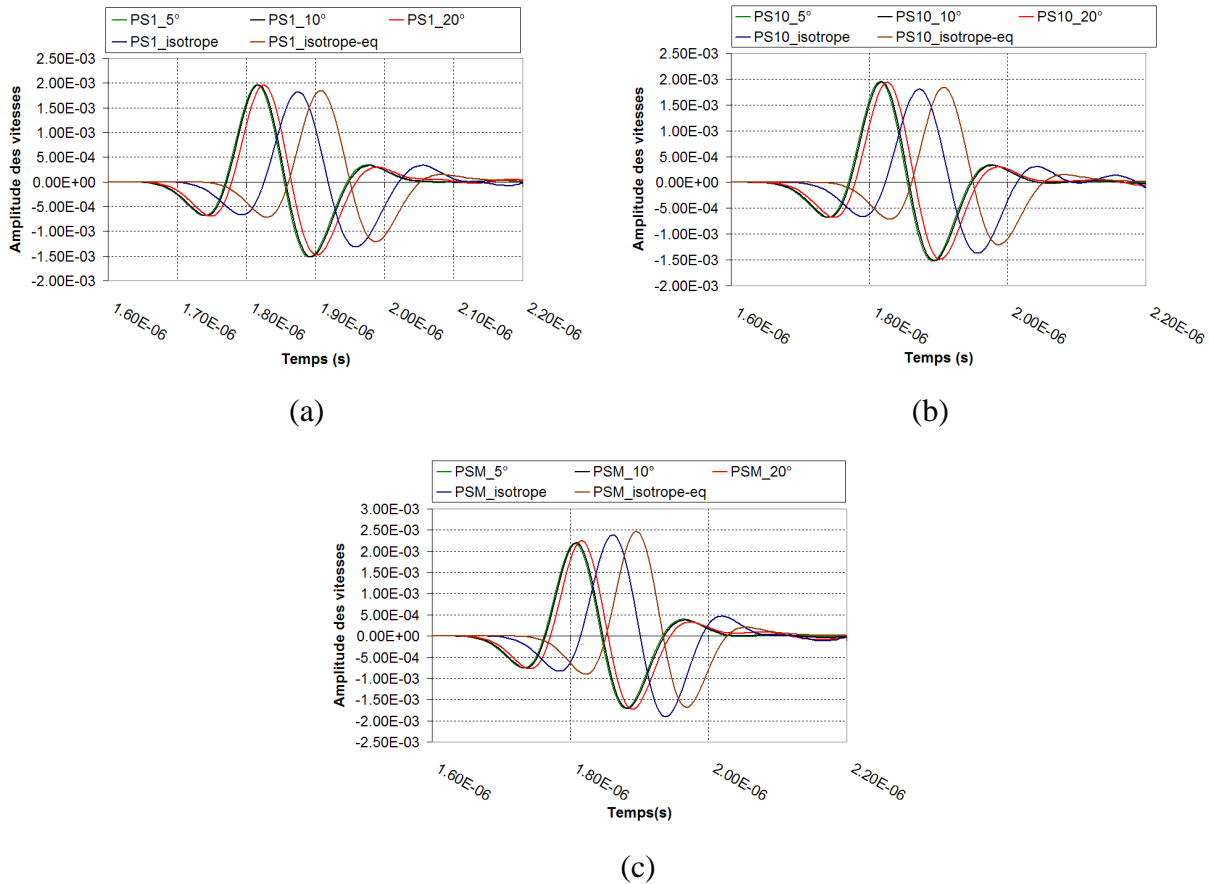 PS1_5° PS1_10° PS1_20°
PS1_isotrope PS1_isotrope-eq
2.50E-03
2.00E-03
1.50E-03
1.00E-03
5.00E-04
0.00E+00
-5.00E-04
-1.00E-03
-1.50E-03
-2.00E-03
Amplitude des vitesses
1.60E-06 1.70E-06 1.80E-06 1.90E-06 2.00E-06 2.10E-06 2.20E-06
Temps (s)
(a)
PS10_5° PS10_10° PS10_20°
PS10_isotrope PS10_isotrope-eq
2.50E-03
2.00E-03
1.50E-03
1.00E-03
5.00E-04
0.00E+00
-5.00E-04
-1.00E-03
-1.50E-03
-2.00E-03
Amplitude des vitesses
1.60E-06 1.80E-06 2.00E-06 2.20E-06
Temps (s)
(b)
PSM_5° PSM_10° PSM_20°
PSM_isotrope PSM_isotrope-eq
3.00E-03
2.50E-03
2.00E-03
1.50E-03
1.00E-03
5.00E-04
0.00E+00
-5.00E-04
-1.00E-03
-1.50E-03
-2.00E-03
-2.50E-03
Amplitude des vitesses
1.60E-06 1.80E-06 2.00E-06 2.20E-06
Temps(s)
(c)